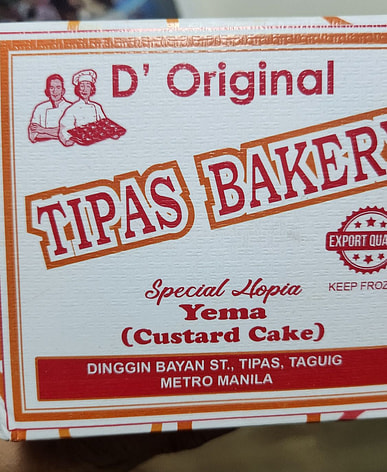 D' Original
TIPAS BAKER
EXPORT QUA
KEEP FROZ
Special Hopia
Yema
(Custard Cake)
DINGGIN BAYAN ST., TIPAS, TAGUIG
METRO MANILA